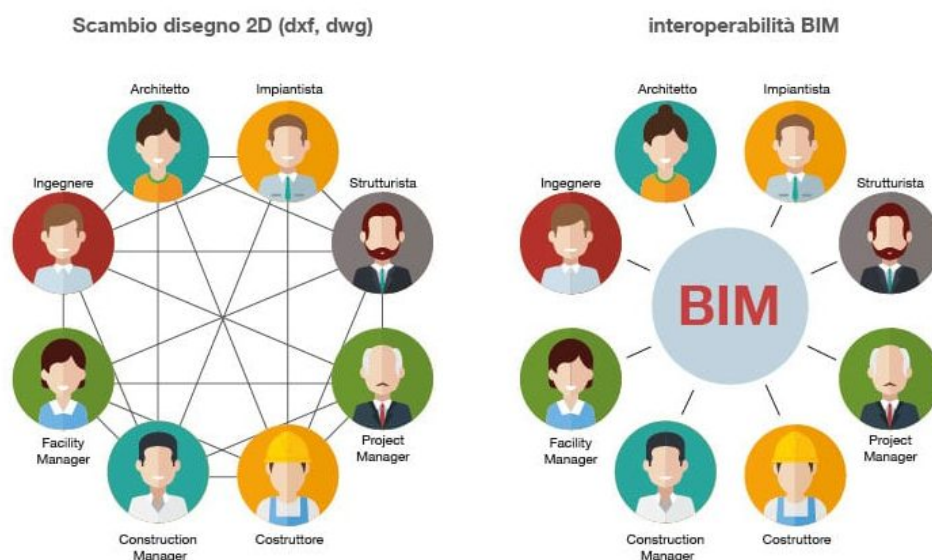 Scambio disegno 2D (dxf, dwg)
Architetto
Impiantista
Ingegnere
Strutturista
Facility
Manager
Project
Manager
Construction
Manager
Costruttore
interoperabilità BIM
Architetto
Impiantista
Ingegnere
Strutturista
BIM
Facility
Manager
Project
Manager
Construction
Manager
Costruttore